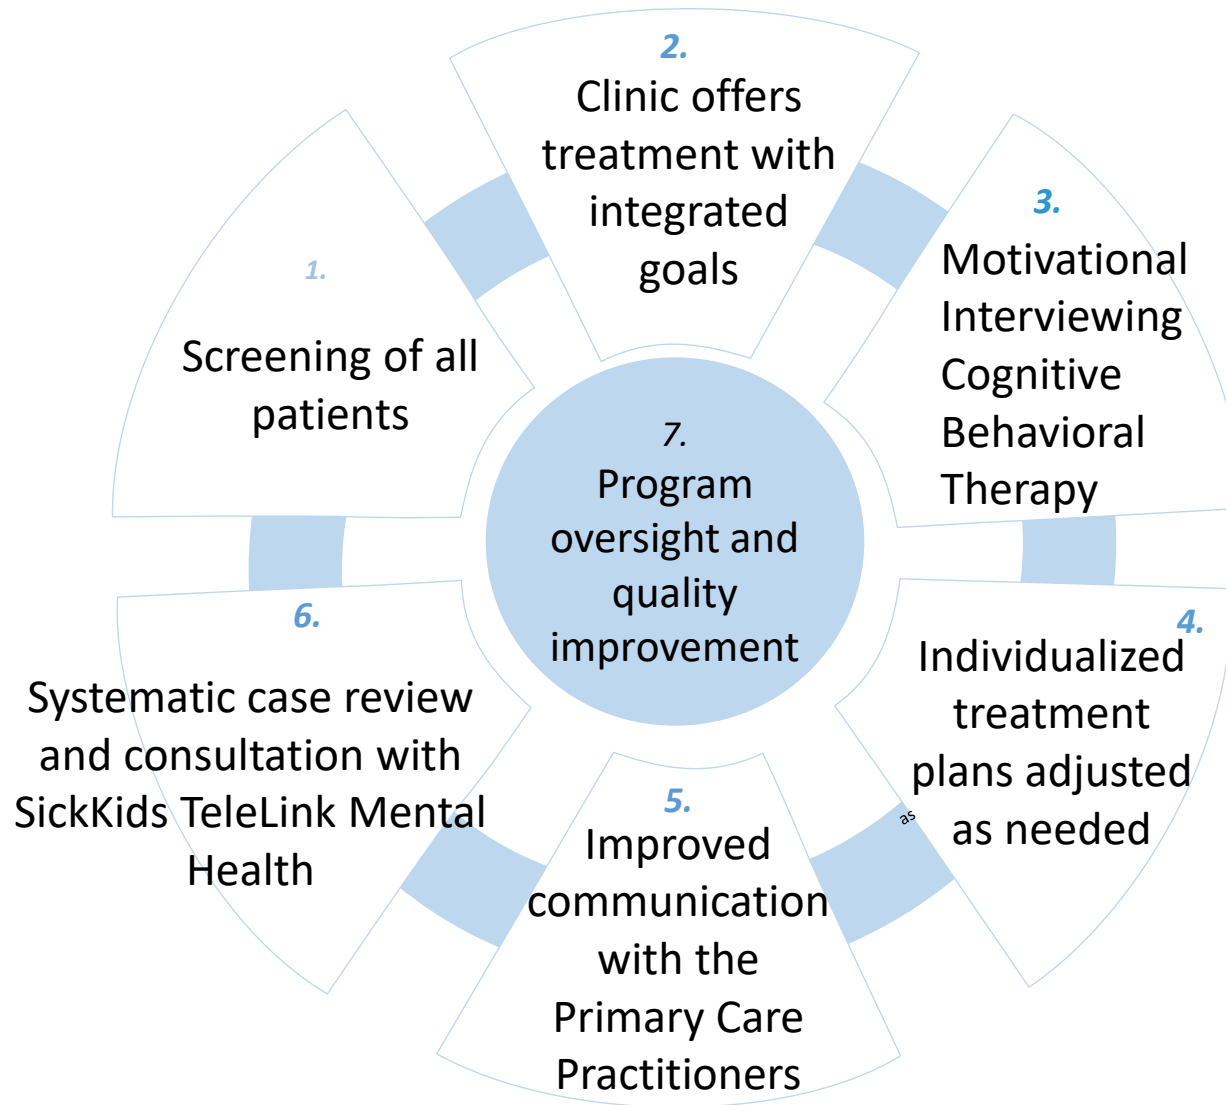 1.
Screening of all
patients
2.
Clinic offers
treatment with
integrated
goals
3.
Motivational
Interviewing
Cognitive
Behavioral
Therapy
4.
Individualized
treatment
plans adjusted
as needed
as
5.
Improved
communication
with the
Primary Care
Practitioners
6.
Systematic case review
and consultation with
SickKids TeleLink Mental
Health
7.
Program
oversight and
quality
improvement